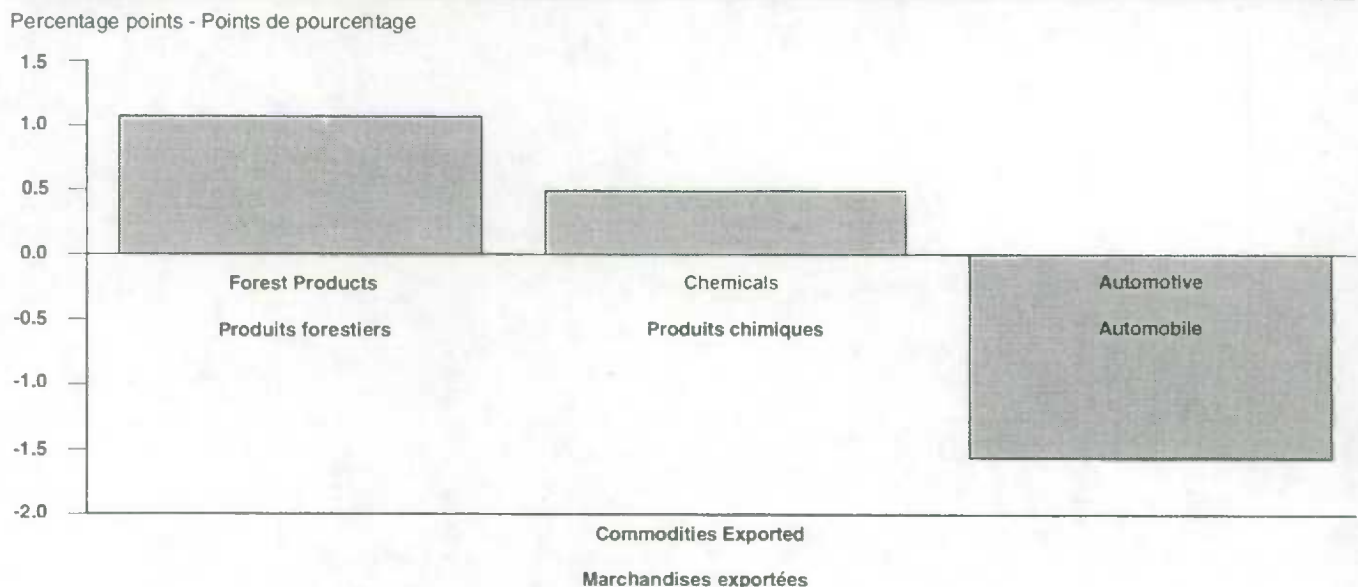 Percentage points - Points de pourcentage
1.5
1.0
0.5
0.0
Forest Products Chemicals Automotive
-0.5
Produits forestiers Produits chimiques Automobile
-1.0
-1.5
-2.0
Commodities Exported
Marchandises exportées